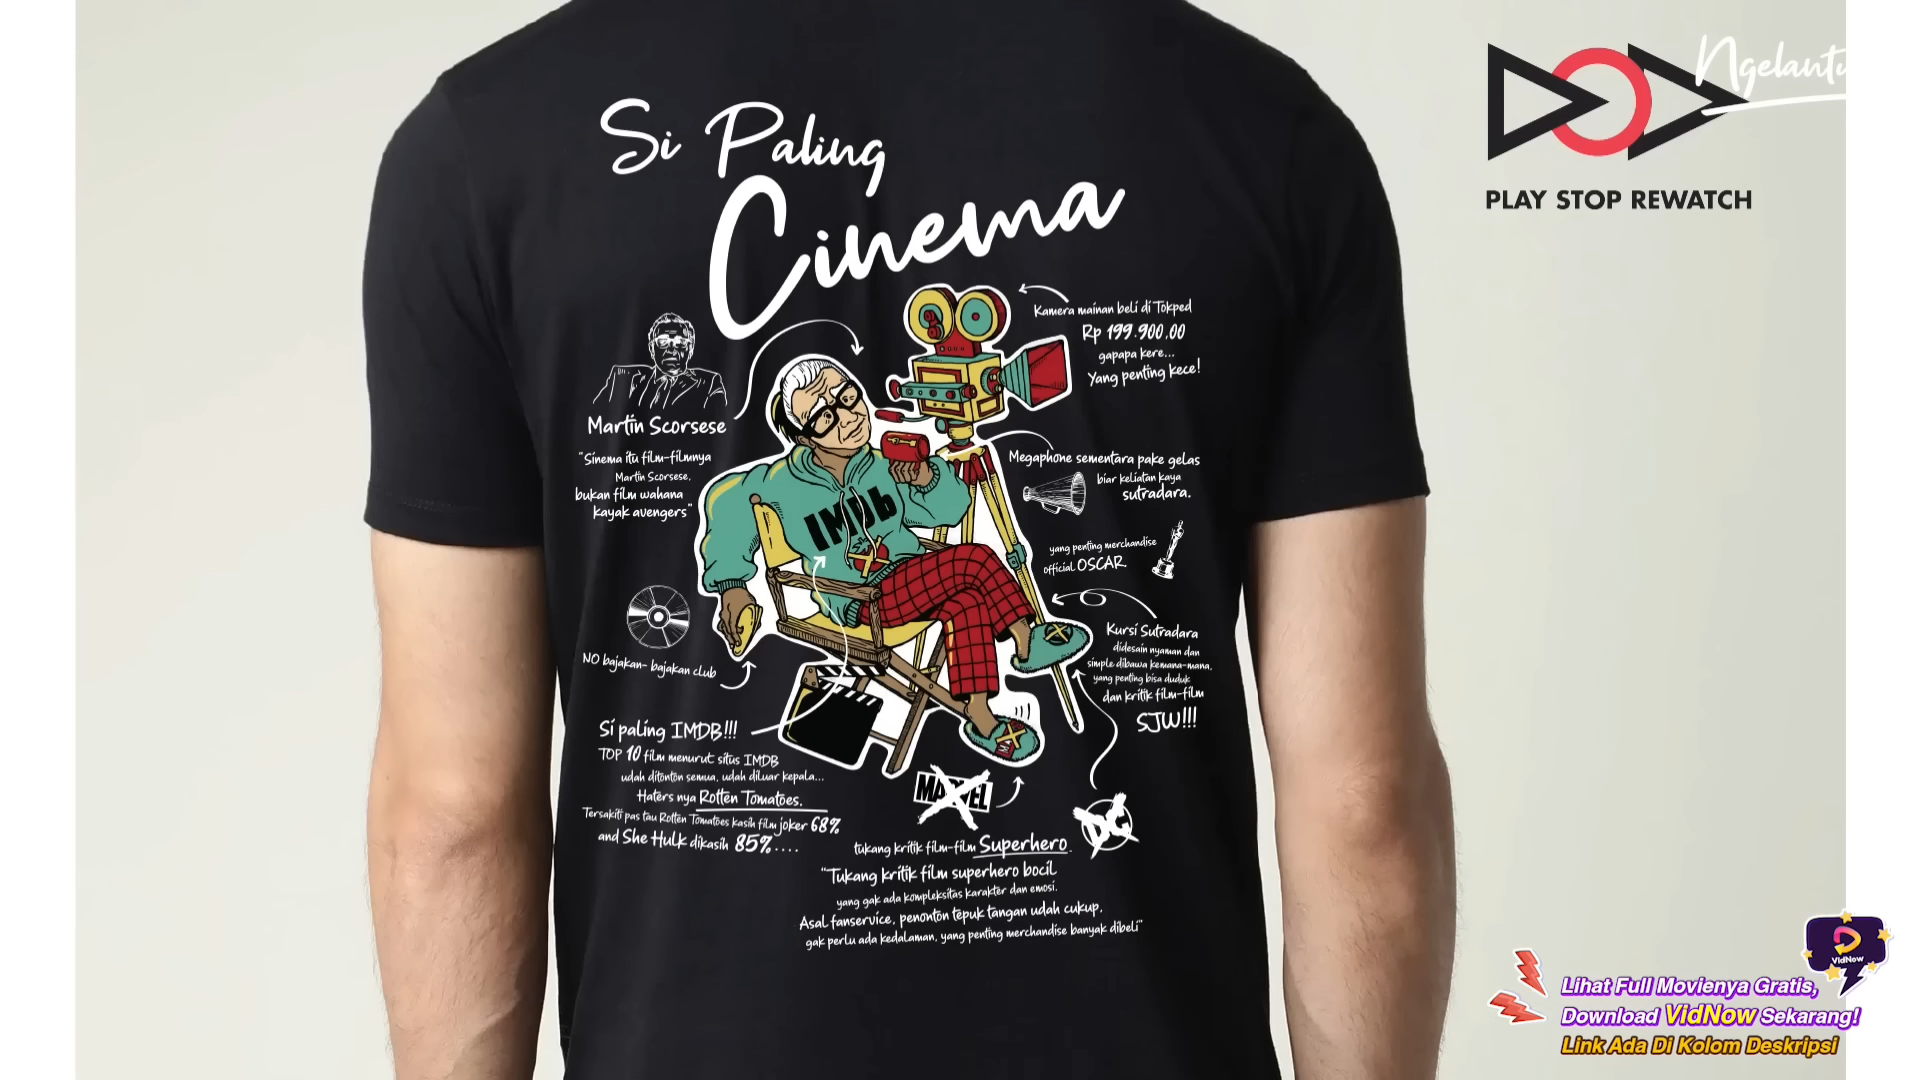 Si Paling
Cinema
Kamera mainan beli di Tokped
Rp 199.900.00
gapapa kere...
Yang penting kece!
Martin Scorsese
"Sinema itu film-filmnya
Martin Scorsese,
bukan film wahana
kayak avengers"
Megaphone sementara pake gelas
biar keliatan kaya
sutradara.
IMDb
yang penting merchandise
official OSCAR
NO bajakan- bajakan club
Kursi Sutradara
didesain nyaman dan
simple dibawa kemana-mana,
yang penting bisa duduk
dan kritik film-film
SJW!!!
Si paling IMDB!!!
TOP 10 film menurut situs IMDB
udah ditonton semua, udah diluar kepala...
Haters nya Rotten Tomatoes.
Tersakiti pas tau Rotten Tomatoes kasih film joker 68%
and She Hulk dikasih 85%....
MARVEL
DC
tukang kritik film-film Superhero.
"Tukang kritik film superhero bocil
yang gak ada kompleksitas karakter dan emosi.
Asal fanservice, penonton tepuk tangan udah cukup,
gak perlu ada kedalaman, yang penting merchandise banyak dibeli"
Ngelantu
PLAY STOP REWATCH
VidNow
Lihat Full Movienya Gratis,
Download VidNow Sekarang!
Link Ada Di Kolom Deskripsi